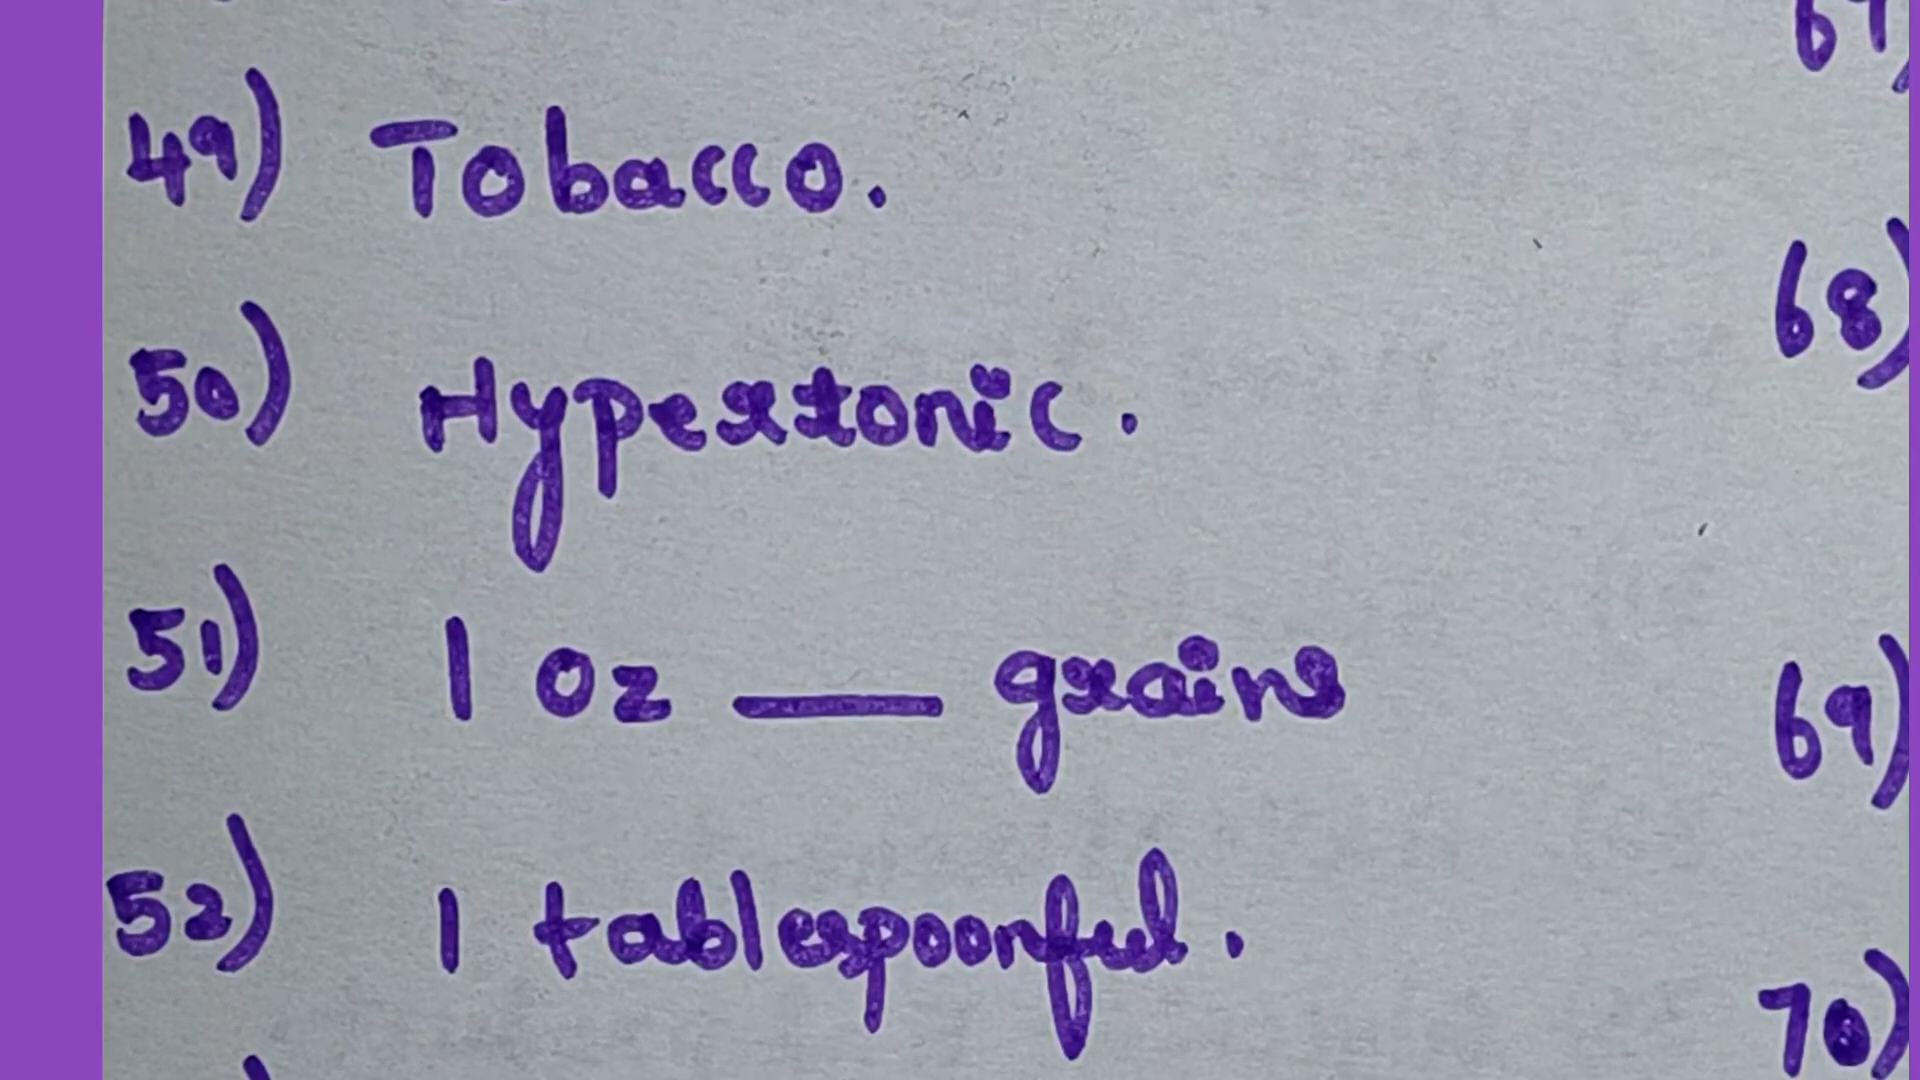 49) Tobacco.
50) Hypertonic.
51) 1 oz — grains
52) 1 tablespoonful.
68)
69)
70)